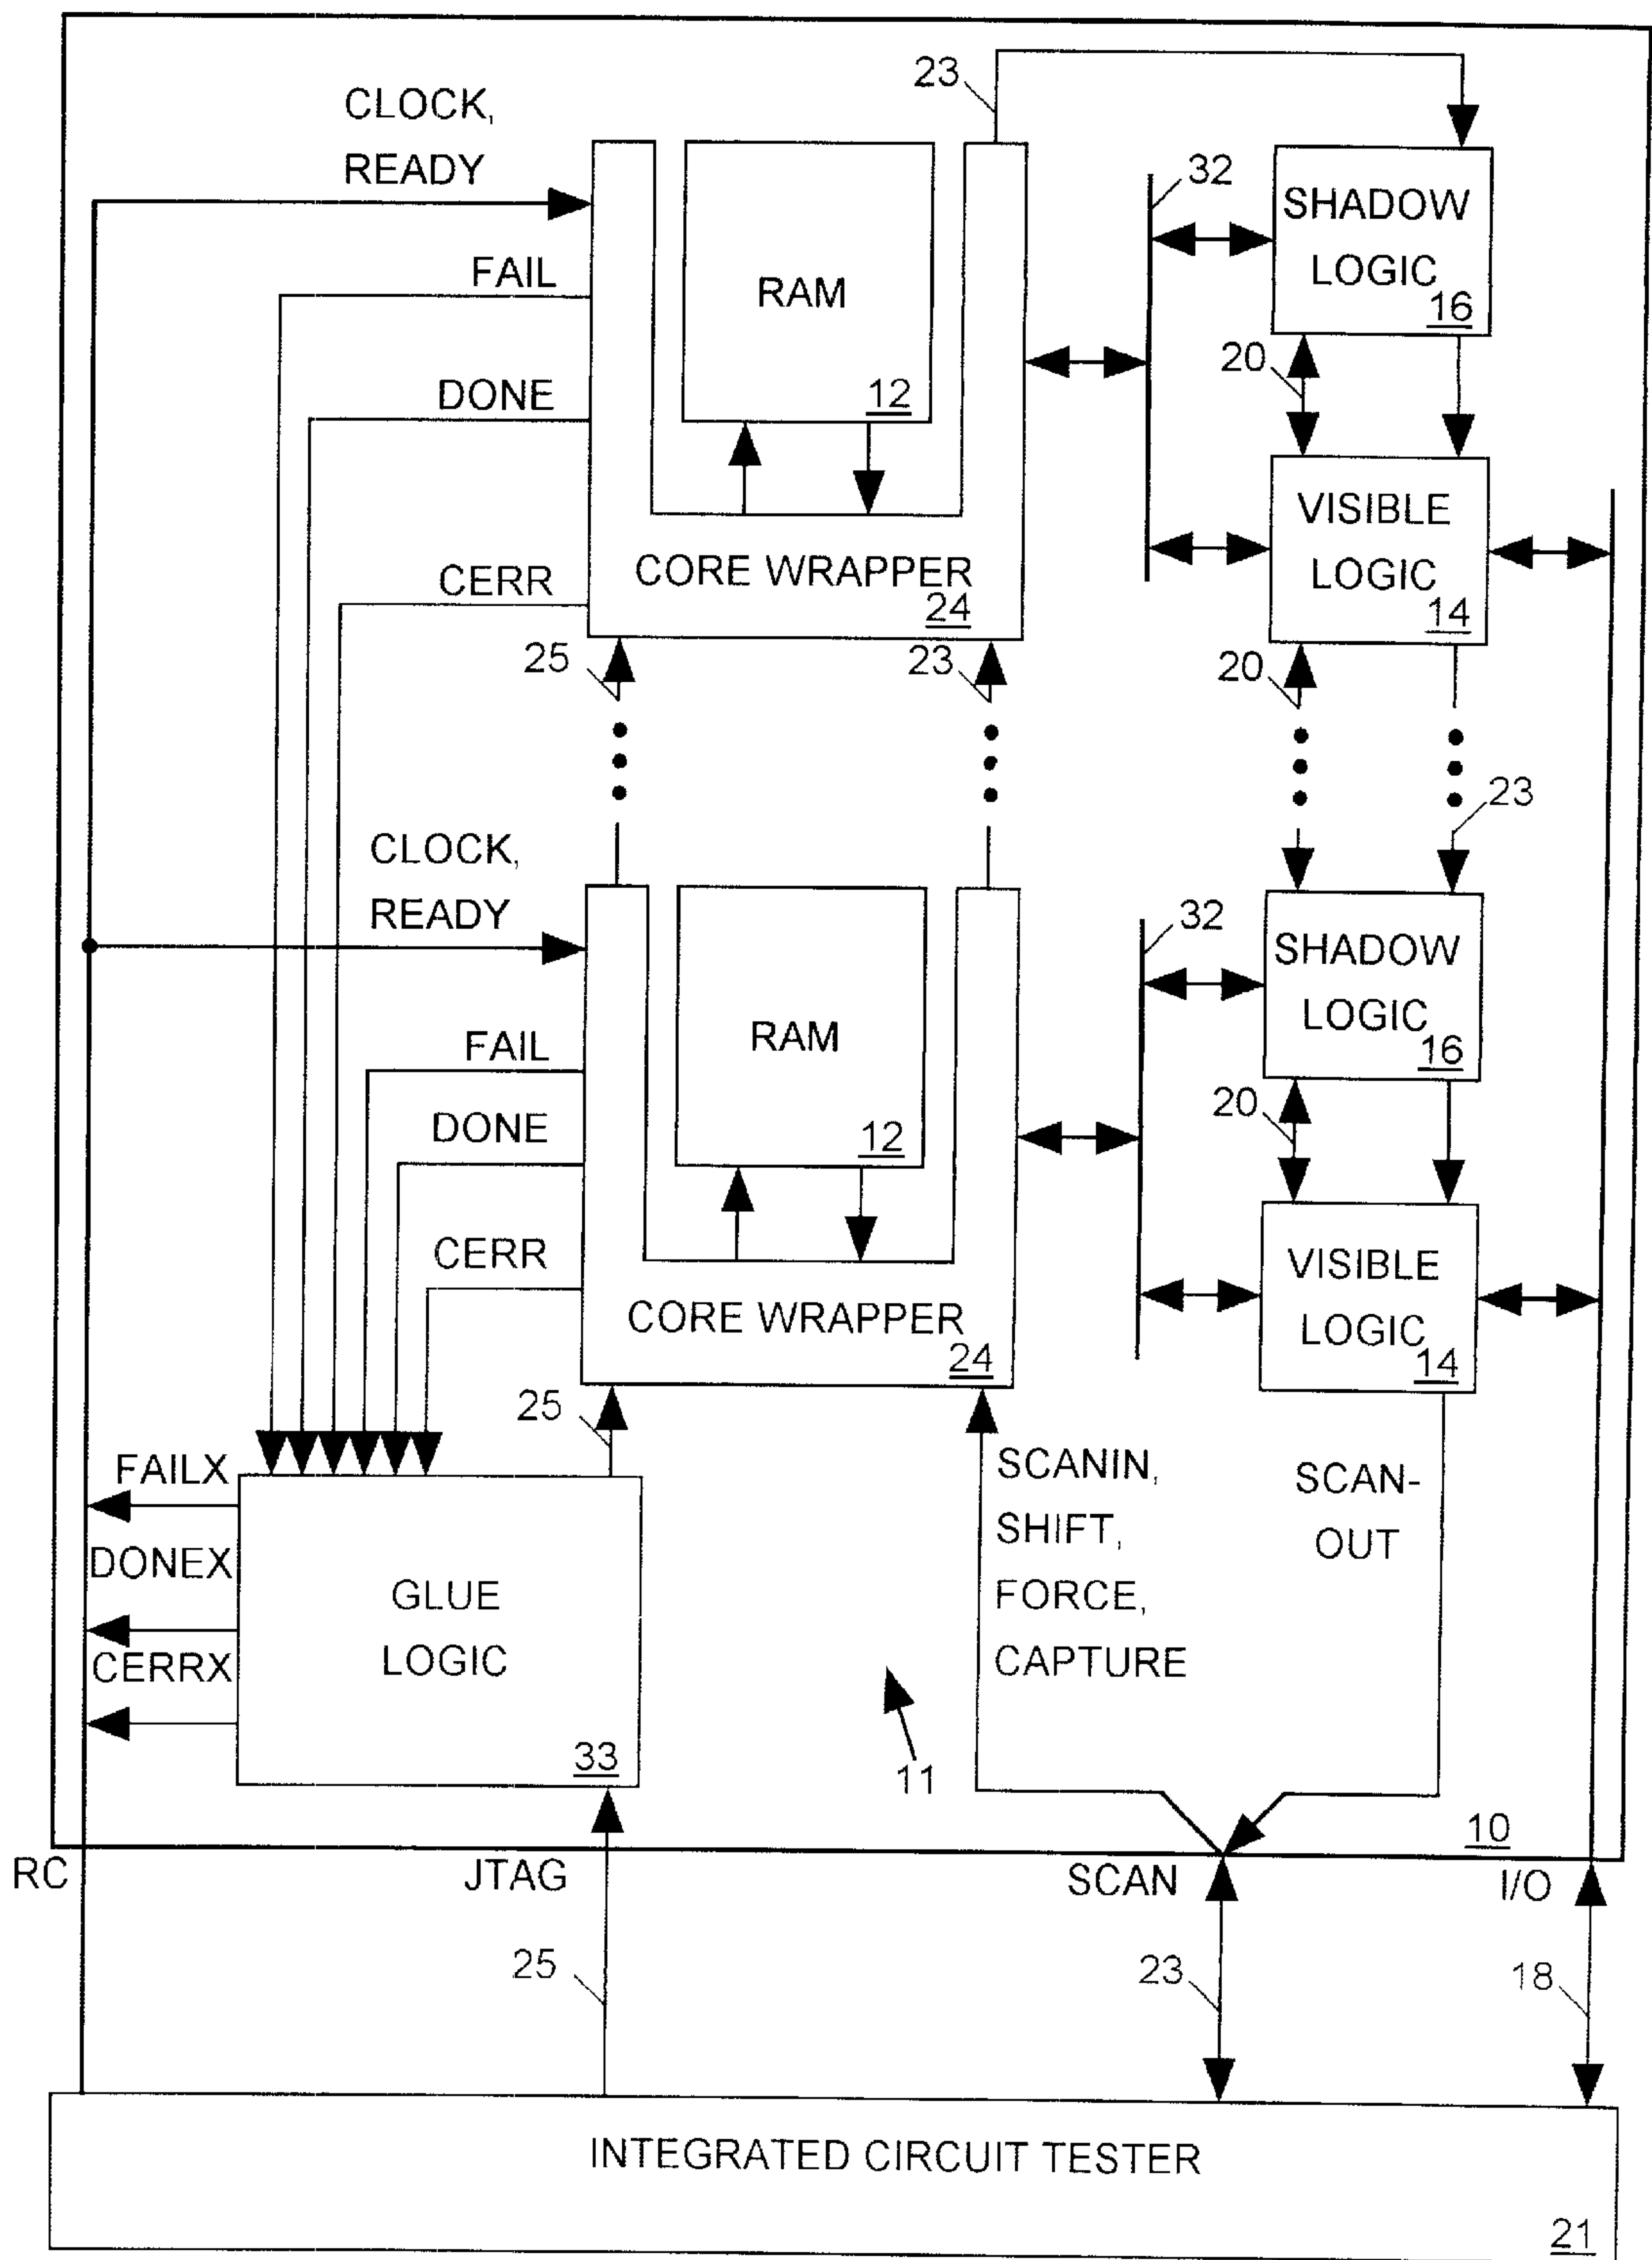 23
CLOCK,
READY
32
SHADOW
LOGIC
16
RAM
FAIL
20
DONE
12
VISIBLE
LOGIC
14
CORE WRAPPER
24
CERR
25
23
20
23
CLOCK,
READY
32
SHADOW
LOGIC
16
RAM
FAIL
20
DONE
12
VISIBLE
LOGIC
14
CERR
CORE WRAPPER
24
25
FAILX
DONEX
CERRX
GLUE
LOGIC
33
SCANIN,
SHIFT,
FORCE,
CAPTURE
SCAN-
OUT
11
10
RC
JTAG
SCAN
I/O
25
23
18
INTEGRATED CIRCUIT TESTER
21